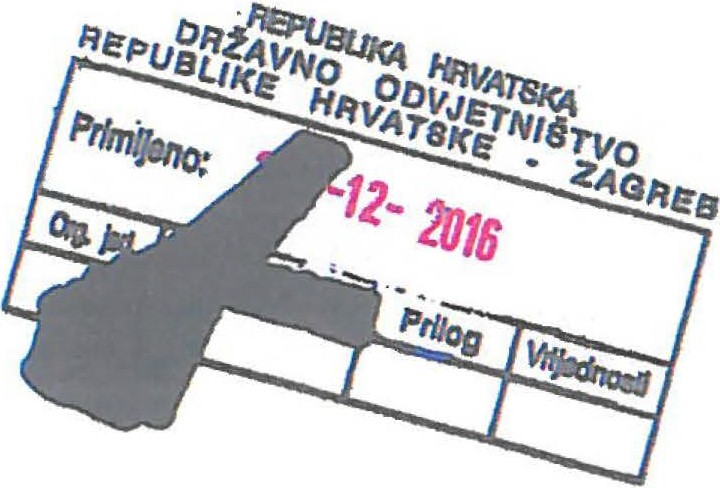 REPUBLIKA HRVATSKA
DRŽAVNO ODVJETNIŠTVO
REPUBLIKE HRVATSKE - ZAGREB
Primljeno:
-12- 2016
Org. jed.
Prilog
Vrijednosti